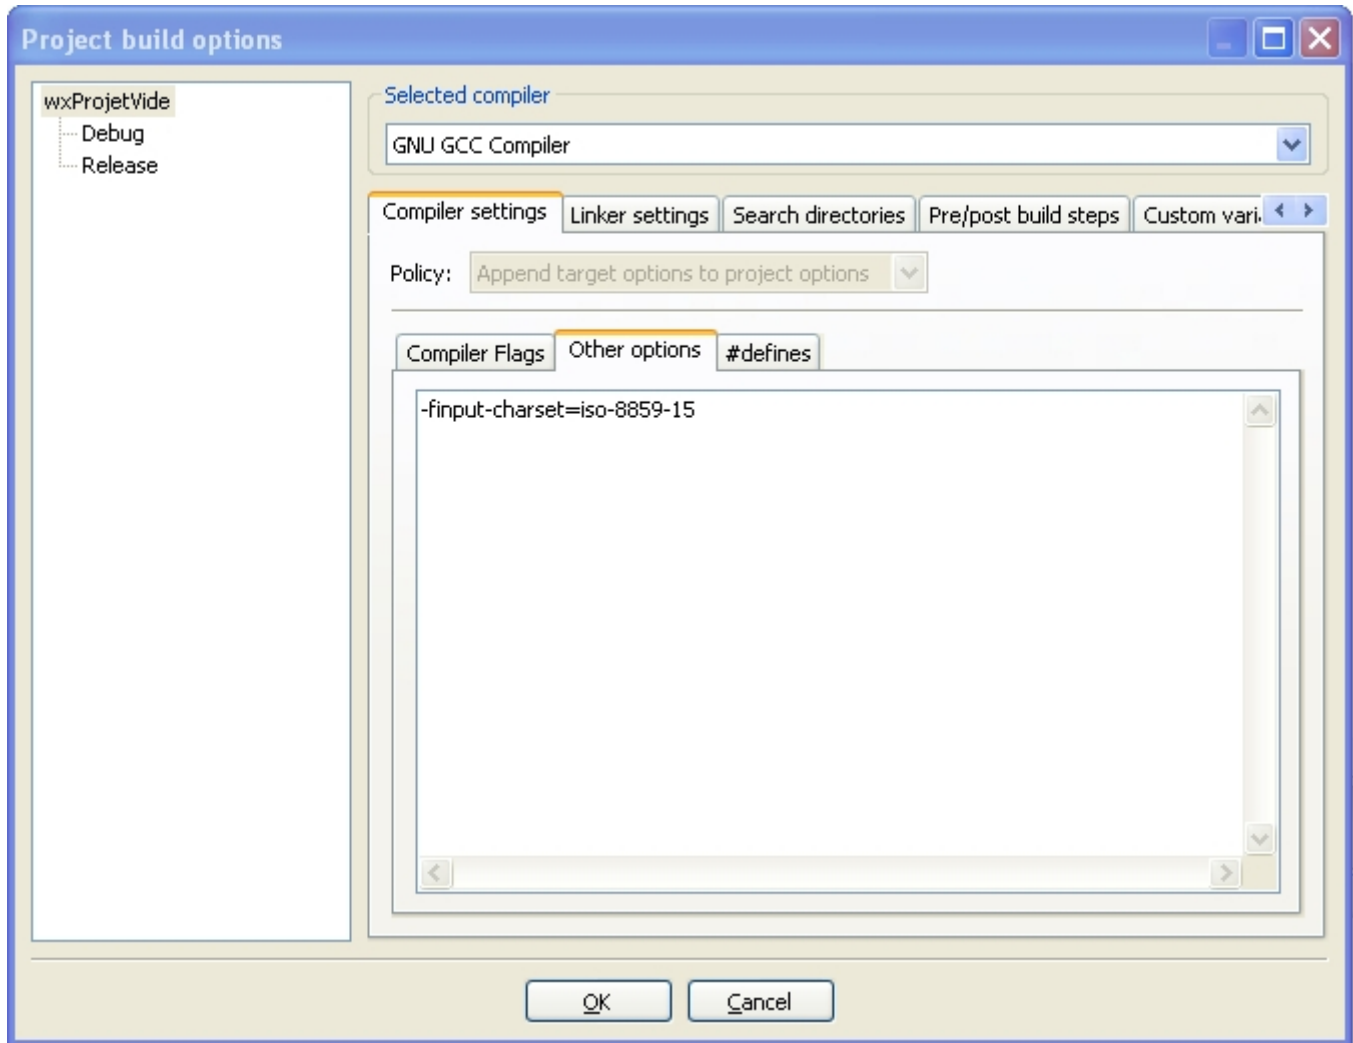 Project build options
wxProjetVide
Debug
Release
Selected compiler
GNU GCC Compiler
Compiler settings
Linker settings
Search directories
Pre/post build steps
Custom vari
Policy:
Append target options to project options
Compiler Flags
Other options
#defines
-finput-charset=iso-8859-15
OK
Cancel